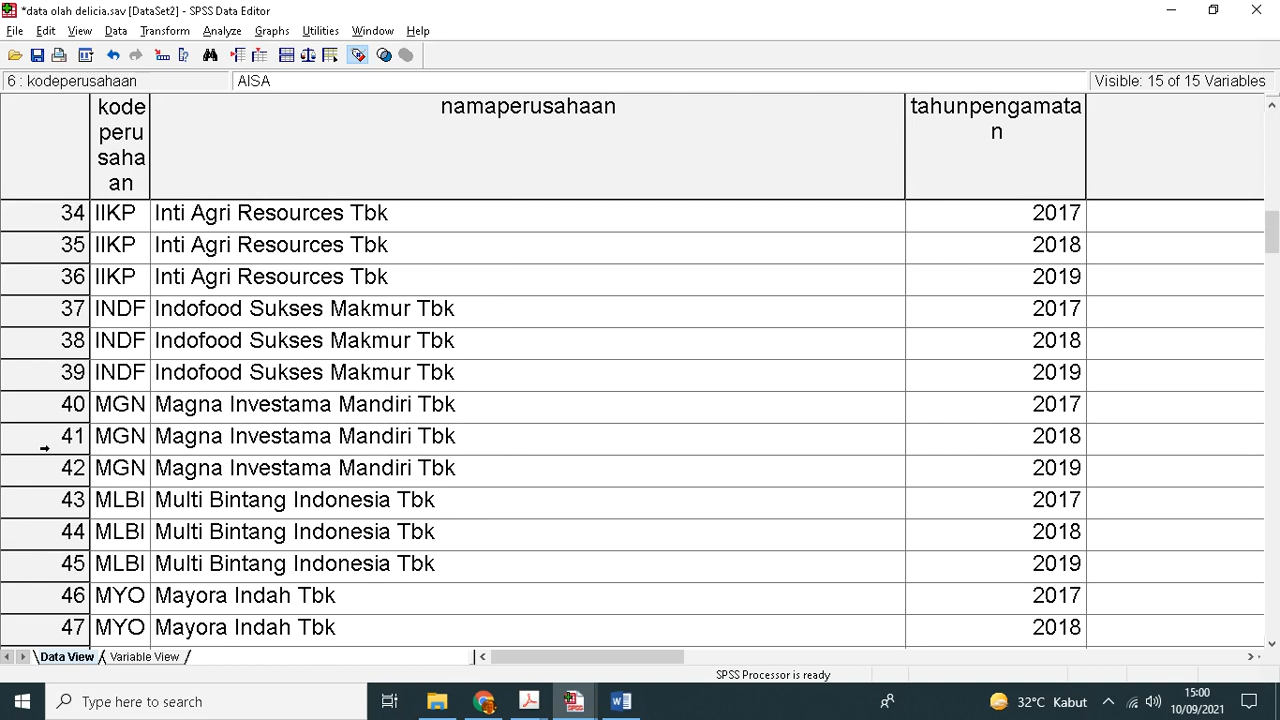 *data olah delicia.sav [DataSet2] - SPSS Data Editor
File Edit View Data Transform Analyze Graphs Utilities Window Help
6 : kodeperusahaan AISA Visible: 15 of 15 Variables
kode namaperusahaan tahunpengamata
peru n
saha
an
34 IIKP Inti Agri Resources Tbk 2017
35 IIKP Inti Agri Resources Tbk 2018
36 IIKP Inti Agri Resources Tbk 2019
37 INDF Indofood Sukses Makmur Tbk 2017
38 INDF Indofood Sukses Makmur Tbk 2018
39 INDF Indofood Sukses Makmur Tbk 2019
40 MGN Magna Investama Mandiri Tbk 2017
41 MGN Magna Investama Mandiri Tbk 2018
42 MGN Magna Investama Mandiri Tbk 2019
43 MLBI Multi Bintang Indonesia Tbk 2017
44 MLBI Multi Bintang Indonesia Tbk 2018
45 MLBI Multi Bintang Indonesia Tbk 2019
46 MYO Mayora Indah Tbk 2017
47 MYO Mayora Indah Tbk 2018
Data View Variable View
SPSS Processor is ready
Type here to search 32°C Kabut 15:00
10/09/2021